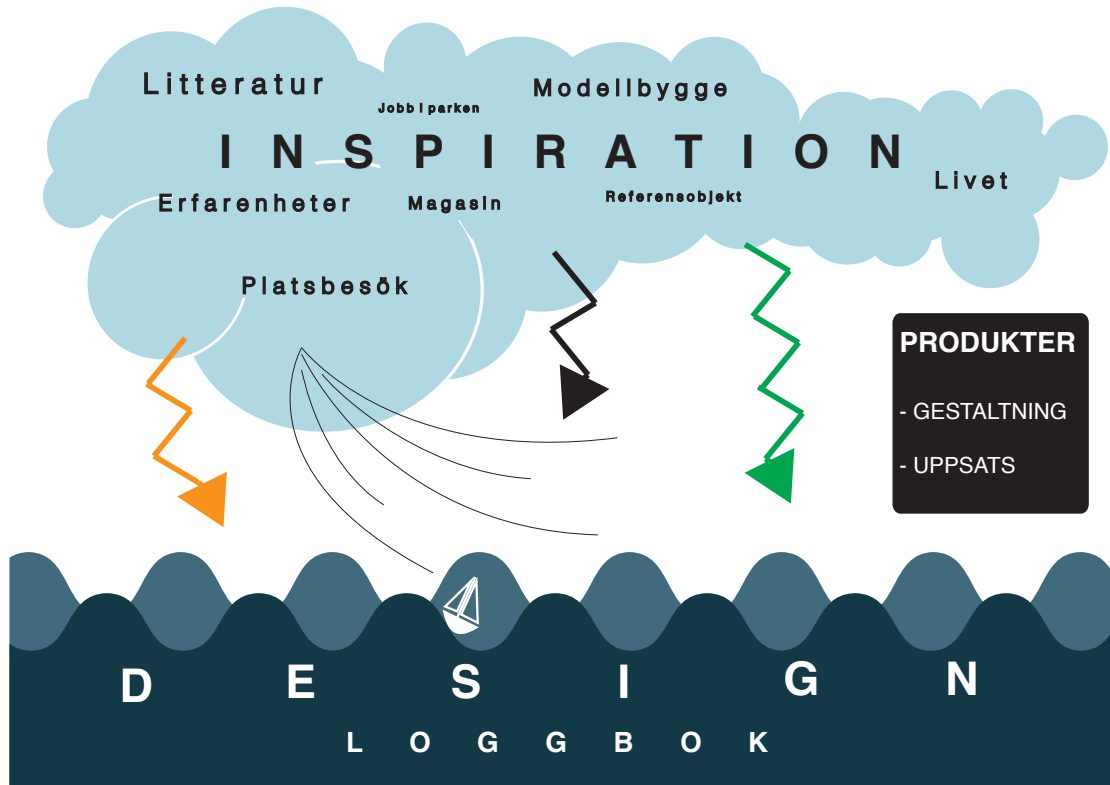 Litteratur
Modellbygge
Jobb i parken
INSPIRATION
Livet
Erfarenheter
Magasin
Referensobjekt
Platsbesök
PRODUKTER
- GESTALTNING
- UPPSATS
DESIGN
LOGGBOK